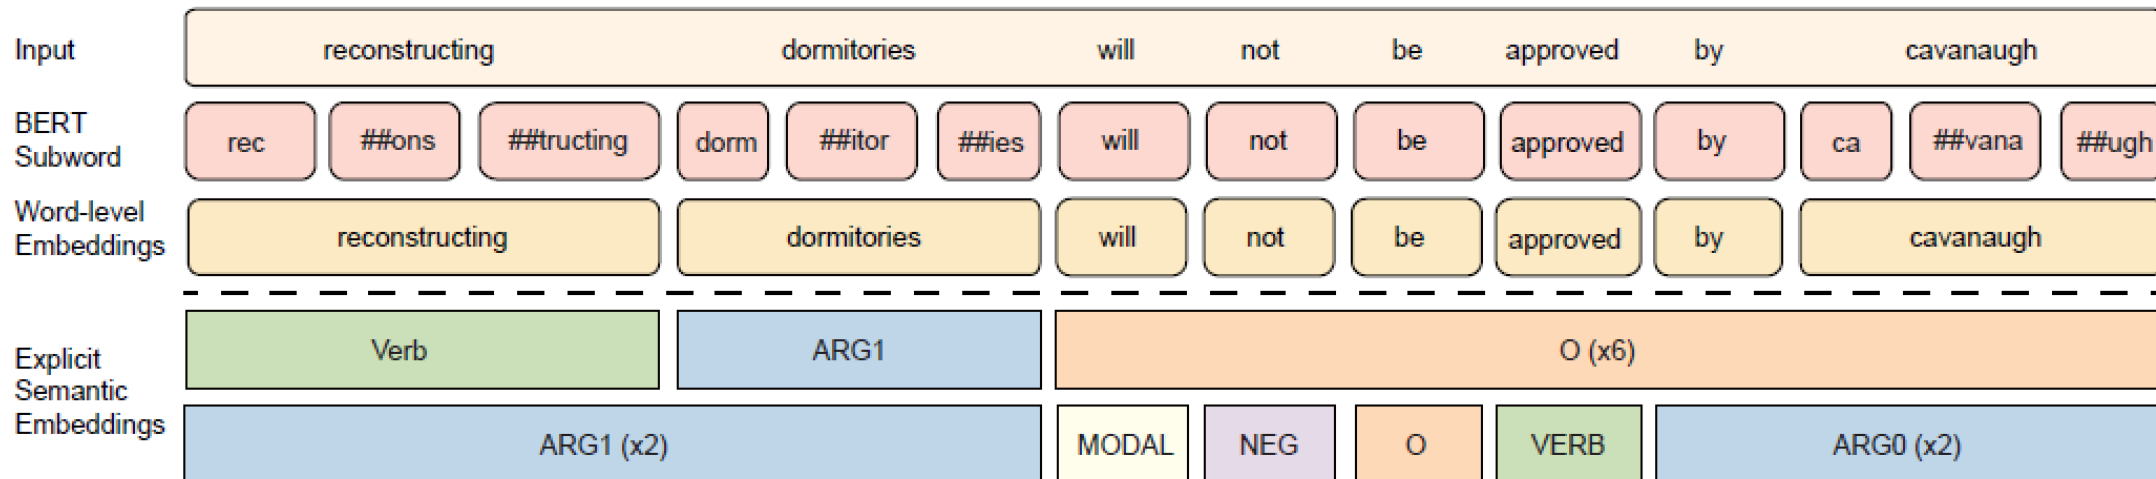 Input reconstructing dormitories will not be approved by cavanaugh
BERT
Subword
rec ##ons ##tructing dorm ##itor ##ies will not be approved by ca ##vana ##ugh
Word-level
Embeddings
reconstructing dormitories will not be approved by cavanaugh
Explicit
Semantic
Embeddings
Verb ARG1 O (x6)
ARG1 (x2) MODAL NEG O VERB ARG0 (x2)